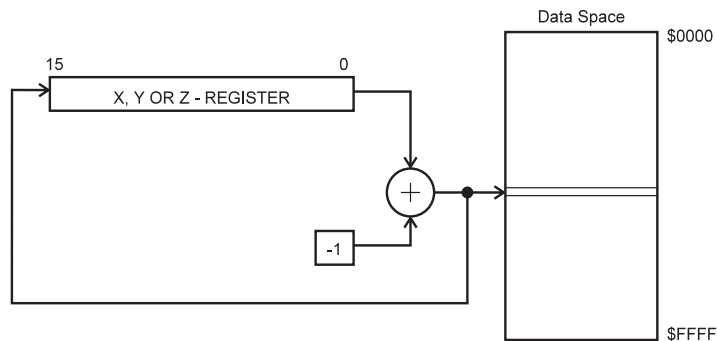 Data Space
$0000
15 0
X, Y OR Z - REGISTER
+
-1
$FFFF